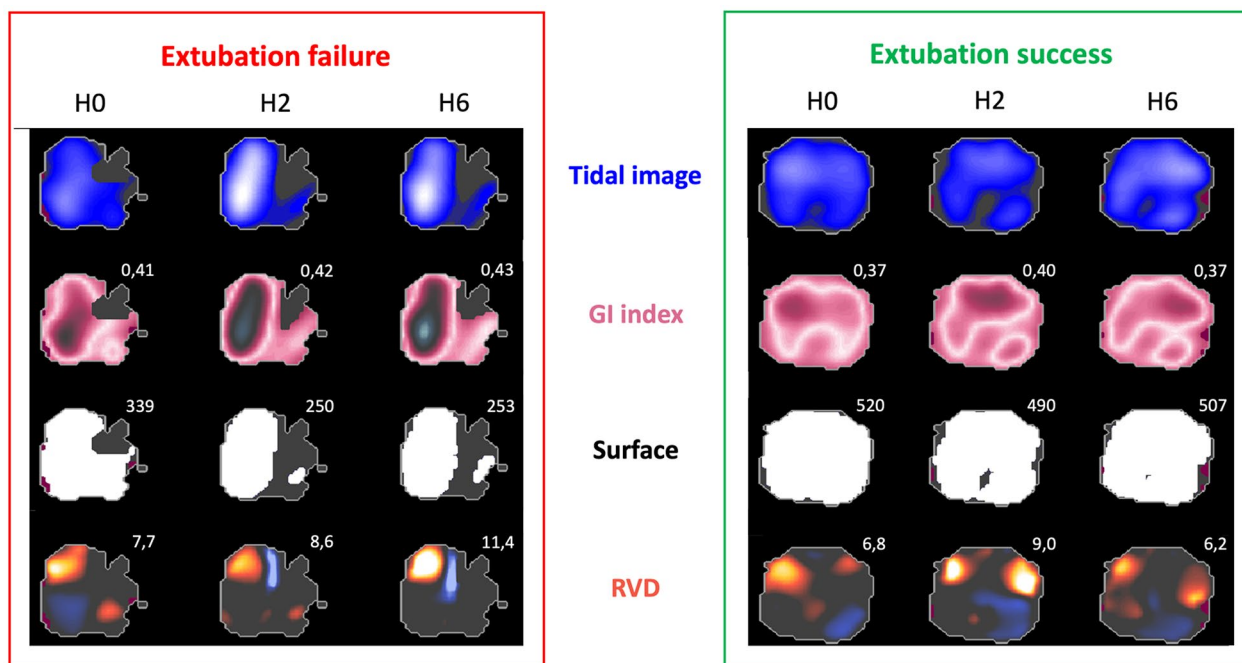 Extubation failure
H0 H2 H6
Extubation success
H0 H2 H6
Tidal image
0,41 0,42 0,43
GI index
0,37 0,40 0,37
339 250 253
Surface
520 490 507
7,7 8,6 11,4
RVD
6,8 9,0 6,2